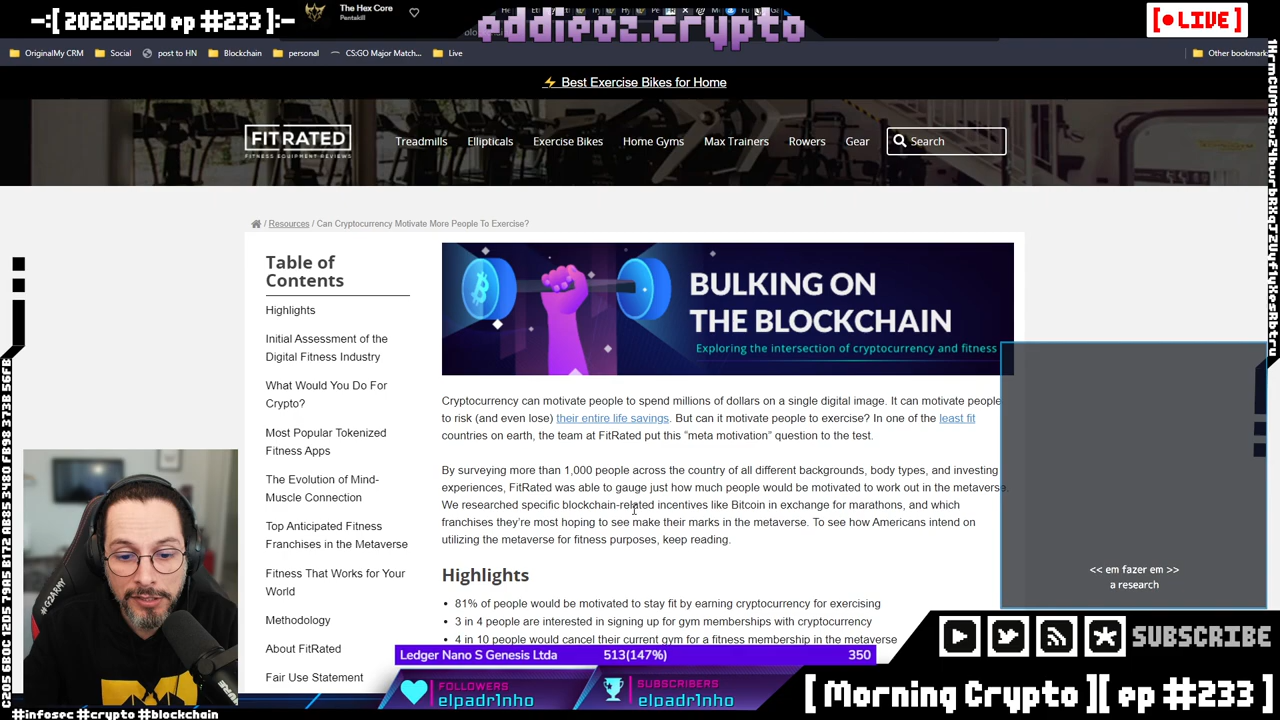 -:[ 20220520 ep #233 ]:-
The Hex Core
Pentakill
eddieoz.crypto
[• LIVE]
OriginalMy CRM
Social
post to HN
Blockchain
personal
CS:GO Major Match...
Live
Other bookmark
⚡ Best Exercise Bikes for Home
FITRATED
FITNESS EQUIPMENT REVIEWS
Treadmills
Ellipticals
Exercise Bikes
Home Gyms
Max Trainers
Rowers
Gear
Search
/ Resources / Can Cryptocurrency Motivate More People To Exercise?
Table of
Contents
Highlights
Initial Assessment of the
Digital Fitness Industry
What Would You Do For
Crypto?
Most Popular Tokenized
Fitness Apps
The Evolution of Mind-
Muscle Connection
Top Anticipated Fitness
Franchises in the Metaverse
Fitness That Works for Your
World
Methodology
About FitRated
Fair Use Statement
BULKING ON
THE BLOCKCHAIN
Exploring the intersection of cryptocurrency and fitness
Cryptocurrency can motivate people to spend millions of dollars on a single digital image. It can motivate people
to risk (and even lose) their entire life savings. But can it motivate people to exercise? In one of the least fit
countries on earth, the team at FitRated put this "meta motivation" question to the test.
By surveying more than 1,000 people across the country of all different backgrounds, body types, and investing
experiences, FitRated was able to gauge just how much people would be motivated to work out in the metaverse.
We researched specific blockchain-related incentives like Bitcoin in exchange for marathons, and which
franchises they're most hoping to see make their marks in the metaverse. To see how Americans intend on
utilizing the metaverse for fitness purposes, keep reading.
Highlights
• 81% of people would be motivated to stay fit by earning cryptocurrency for exercising
• 3 in 4 people are interested in signing up for gym memberships with cryptocurrency
• 4 in 10 people would cancel their current gym for a fitness membership in the metaverse
<< em fazer em >>
a research
SUBSCRIBE
Ledger Nano S Genesis Ltda
513(147%)
350
FOLLOWERS
elpadr1nho
SUBSCRIBERS
elpadr1nho
[ Morning Crypto ][ ep #233 ]
#infosec #crypto #blockchain
G2ARMY